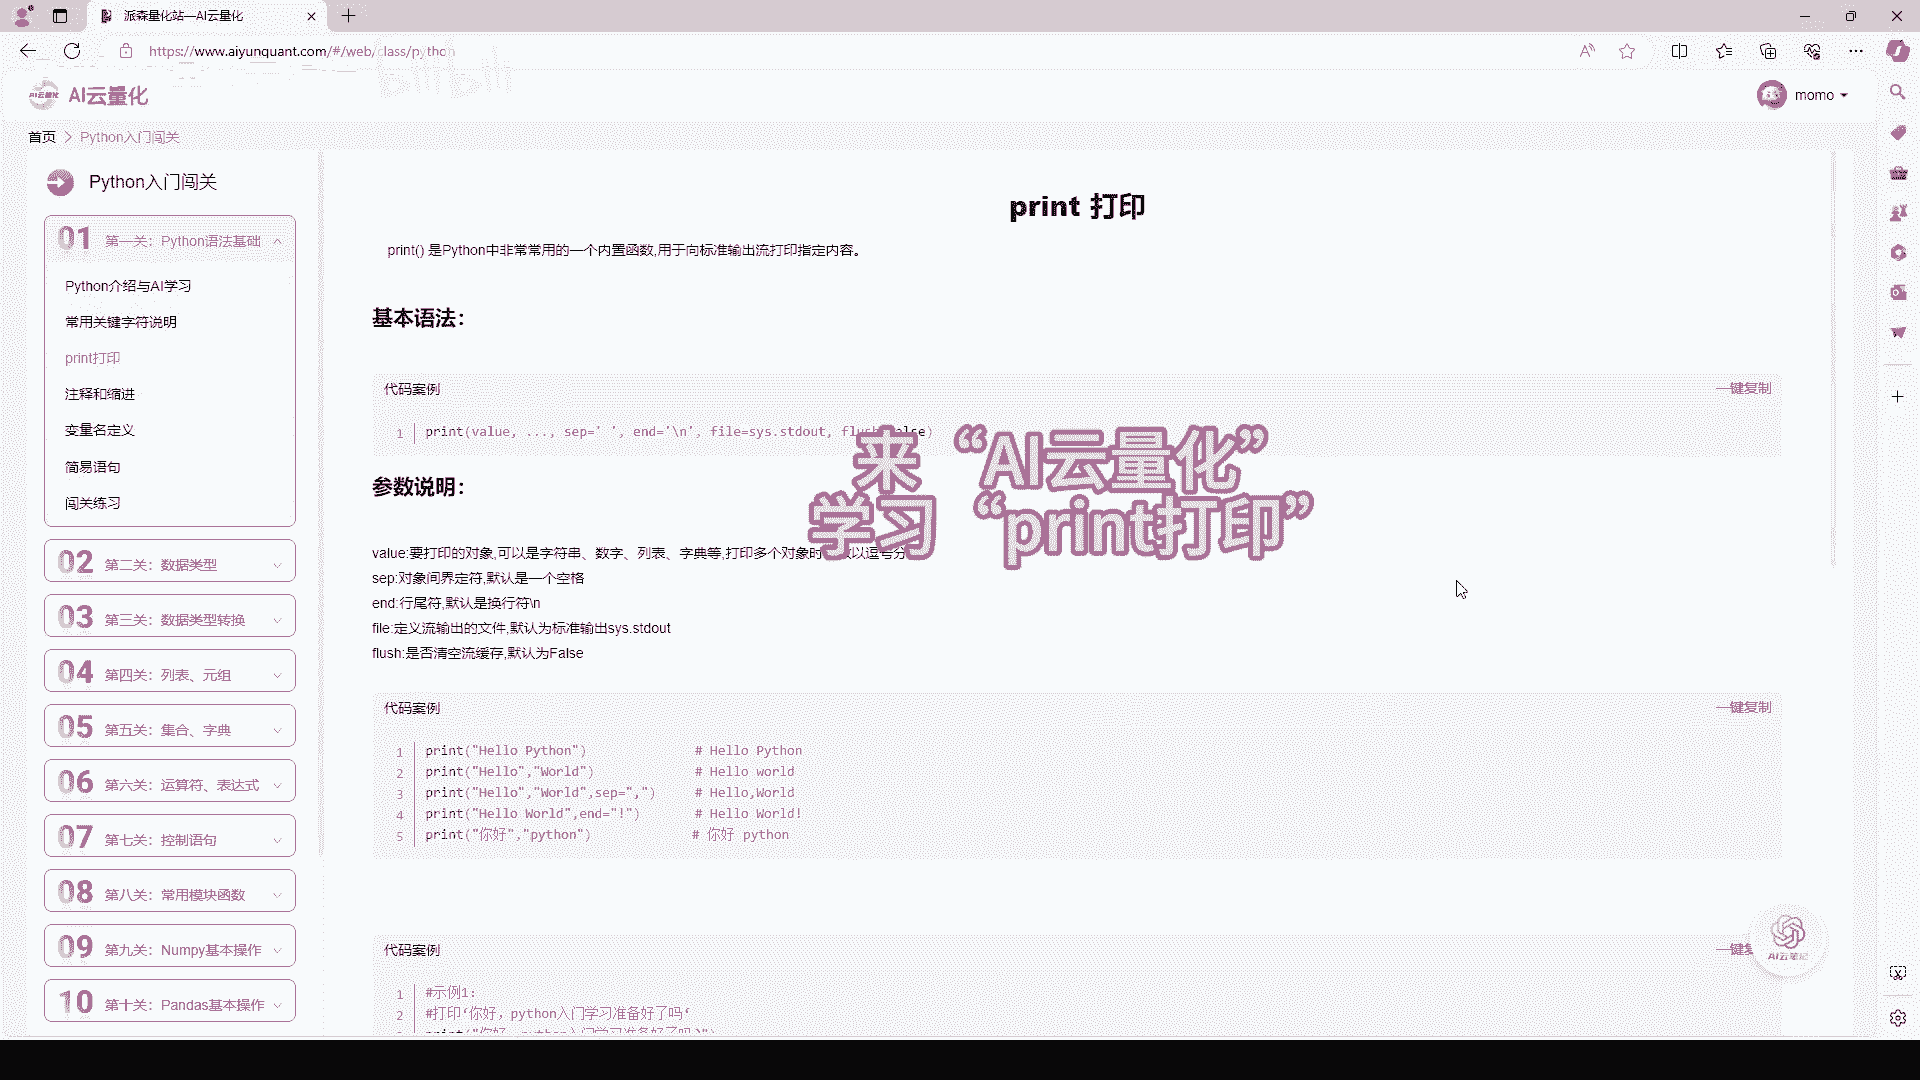 派森量化站—AI云量化
https://www.aiyunquant.com/#/web/class/python
bilibili
AI云量化
momo
首页 > Python入门闯关
Python入门闯关
01 第一关：Python语法基础
Python介绍与AI学习
常用关键字符说明
print打印
注释和缩进
变量名定义
简易语句
闯关练习
02 第二关：数据类型
03 第三关：数据类型转换
04 第四关：列表、元组
05 第五关：集合、字典
06 第六关：运算符、表达式
07 第七关：控制语句
08 第八关：常用模块函数
09 第九关：Numpy基本操作
10 第十关：Pandas基本操作
print 打印
print() 是Python中非常常用的一个内置函数,用于向标准输出流打印指定内容。
基本语法：
代码案例
一键复制
1 print(value, ..., sep=' ', end='\n', file=sys.stdout, flush=False)
来“AI云量化”
学习“print打印”
参数说明：
value:要打印的对象,可以是字符串、数字、列表、字典等,打印多个对象时
sep:对象间界定符,默认是一个空格
end:行尾符,默认是换行符\n
file:定义流输出的文件,默认为标准输出sys.stdout
flush:是否清空流缓存,默认为False
代码案例
一键复制
1 print("Hello Python") # Hello Python
2 print("Hello","World") # Hello world
3 print("Hello","World",sep=",") # Hello,World
4 print("Hello World",end="!") # Hello World!
5 print("你好","python") # 你好 python
代码案例
一键复
1 #示例1：
2 #打印‘你好，python入门学习准备好了吗‘
print("你好，python入门学习准备好了吗?")
AI云笔记